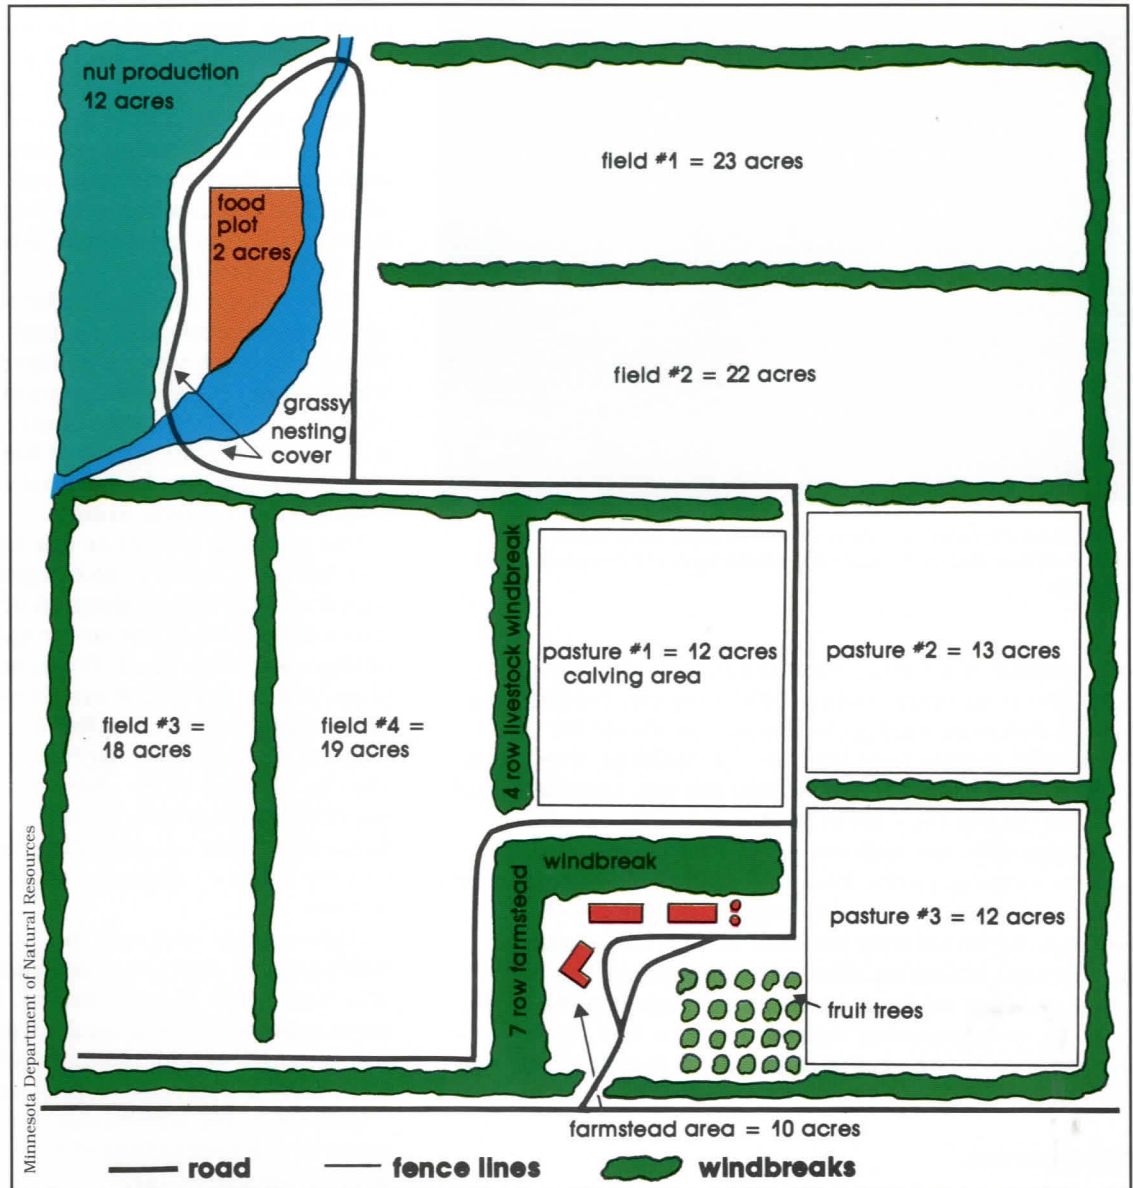 nut production
12 acres
field #1 = 23 acres
food
plot
2 acres
field #2 = 22 acres
grassy
nesting
cover
4 row livestock windbreak
pasture #1 = 12 acres
calving area
pasture #2 = 13 acres
field #3 =
18 acres
field #4 =
19 acres
7 row farmstead
windbreak
pasture #3 = 12 acres
fruit trees
farmstead area = 10 acres
road
fence lines
windbreaks
Minnesota Department of Natural Resources